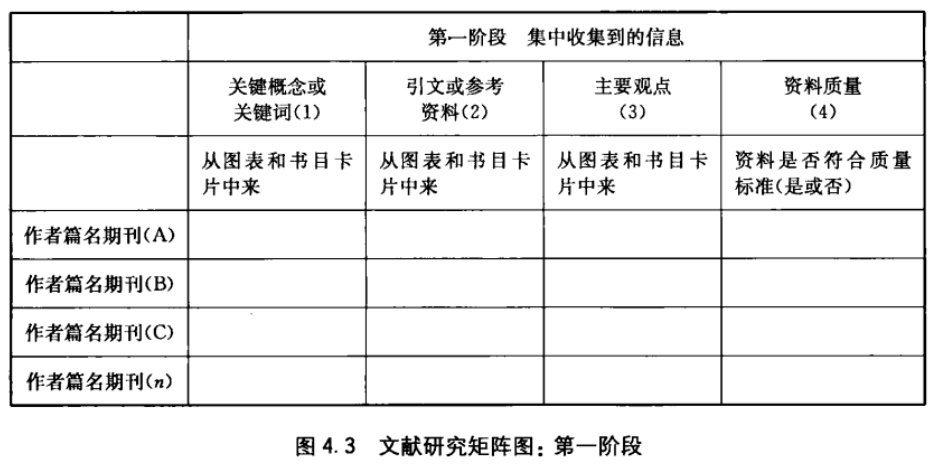 第一阶段 集中收集到的信息
关键概念或
关键词(1)
引文或参考
资料(2)
主要观点
(3)
资料质量
(4)
从图表和书目卡
片中来
从图表和书目卡
片中来
从图表和书目卡
片中来
资料是否符合质量
标准(是或否)
作者篇名期刊(A)
作者篇名期刊(B)
作者篇名期刊(C)
作者篇名期刊(n)
图 4.3 文献研究矩阵图：第一阶段